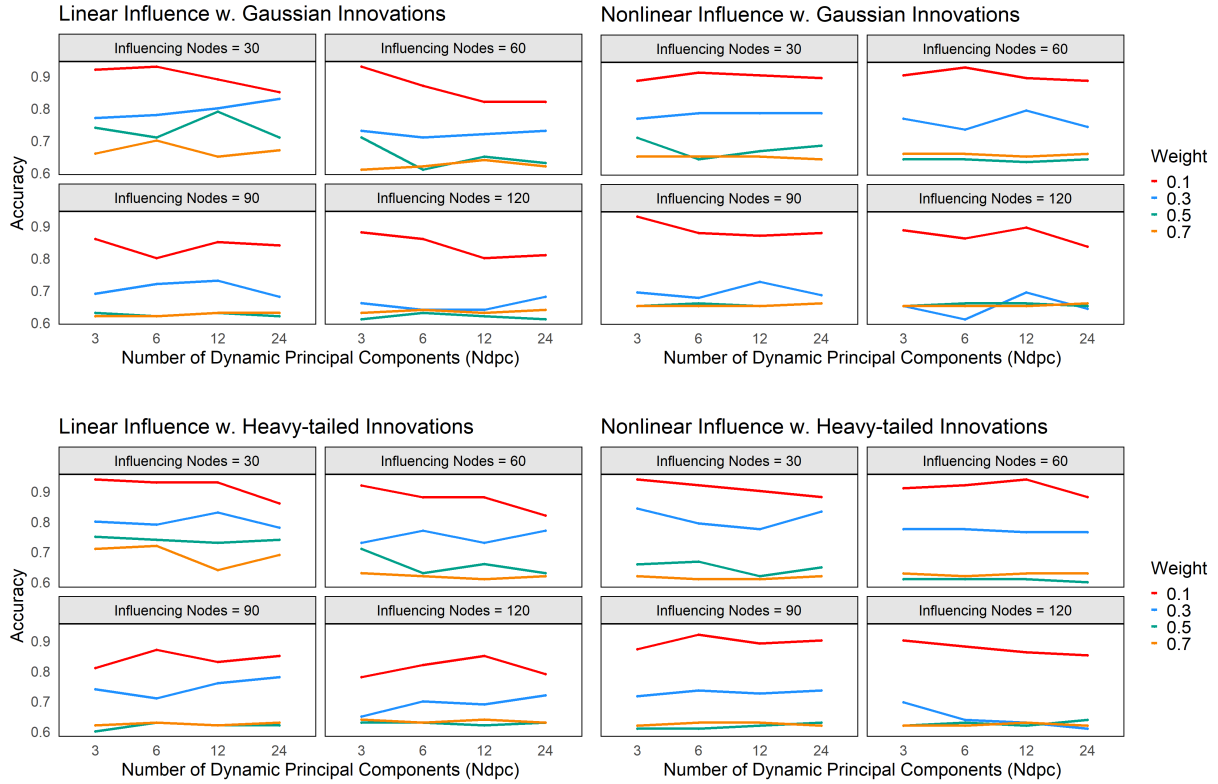 Linear Influence w. Gaussian Innovations
Influencing Nodes = 30
Influencing Nodes = 60
0.9
0.8
0.7
0.6
Influencing Nodes = 90
Influencing Nodes = 120
0.9
0.8
0.7
0.6
Accuracy
3 6 12 24 3 6 12 24
Number of Dynamic Principal Components (Ndpc)
Nonlinear Influence w. Gaussian Innovations
Influencing Nodes = 30
Influencing Nodes = 60
Influencing Nodes = 90
Influencing Nodes = 120
3 6 12 24 3 6 12 24
Number of Dynamic Principal Components (Ndpc)
Weight
0.1
0.3
0.5
0.7
Linear Influence w. Heavy-tailed Innovations
Influencing Nodes = 30
Influencing Nodes = 60
0.9
0.8
0.7
0.6
Influencing Nodes = 90
Influencing Nodes = 120
0.9
0.8
0.7
0.6
Accuracy
3 6 12 24 3 6 12 24
Number of Dynamic Principal Components (Ndpc)
Nonlinear Influence w. Heavy-tailed Innovations
Influencing Nodes = 30
Influencing Nodes = 60
Influencing Nodes = 90
Influencing Nodes = 120
3 6 12 24 3 6 12 24
Number of Dynamic Principal Components (Ndpc)
Weight
0.1
0.3
0.5
0.7